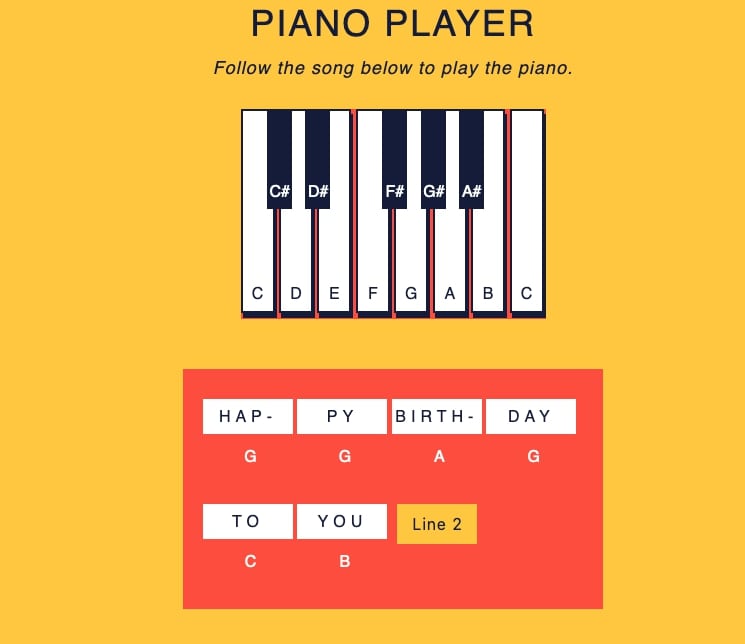 PIANO PLAYER
Follow the song below to play the piano.
C# D# F# G# A#
C D E F G A B C
HAP- PY BIRTH- DAY
G G A G
TO YOU Line 2
C B